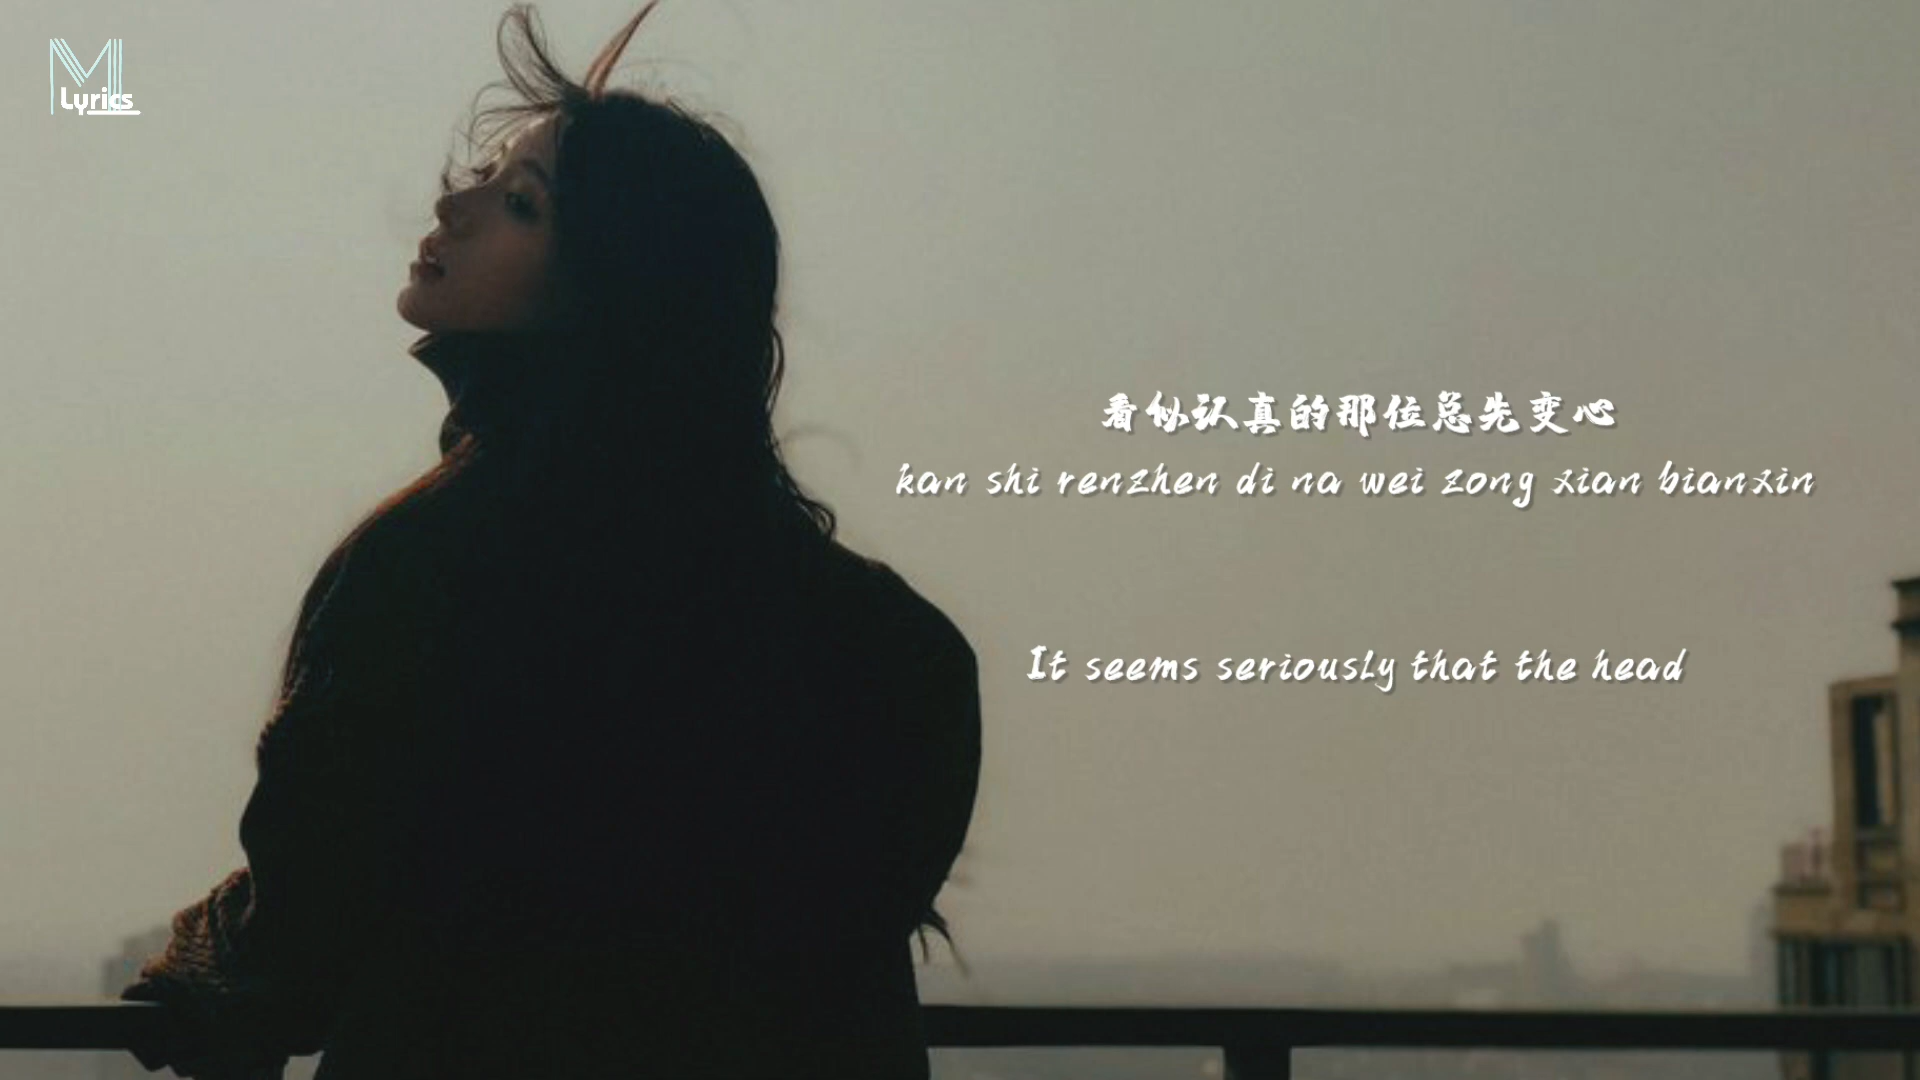 M
Lyrics
看似认真的那位总先变心
kan shi renzhen di na wei zong xian bianxin
It seems seriously that the head